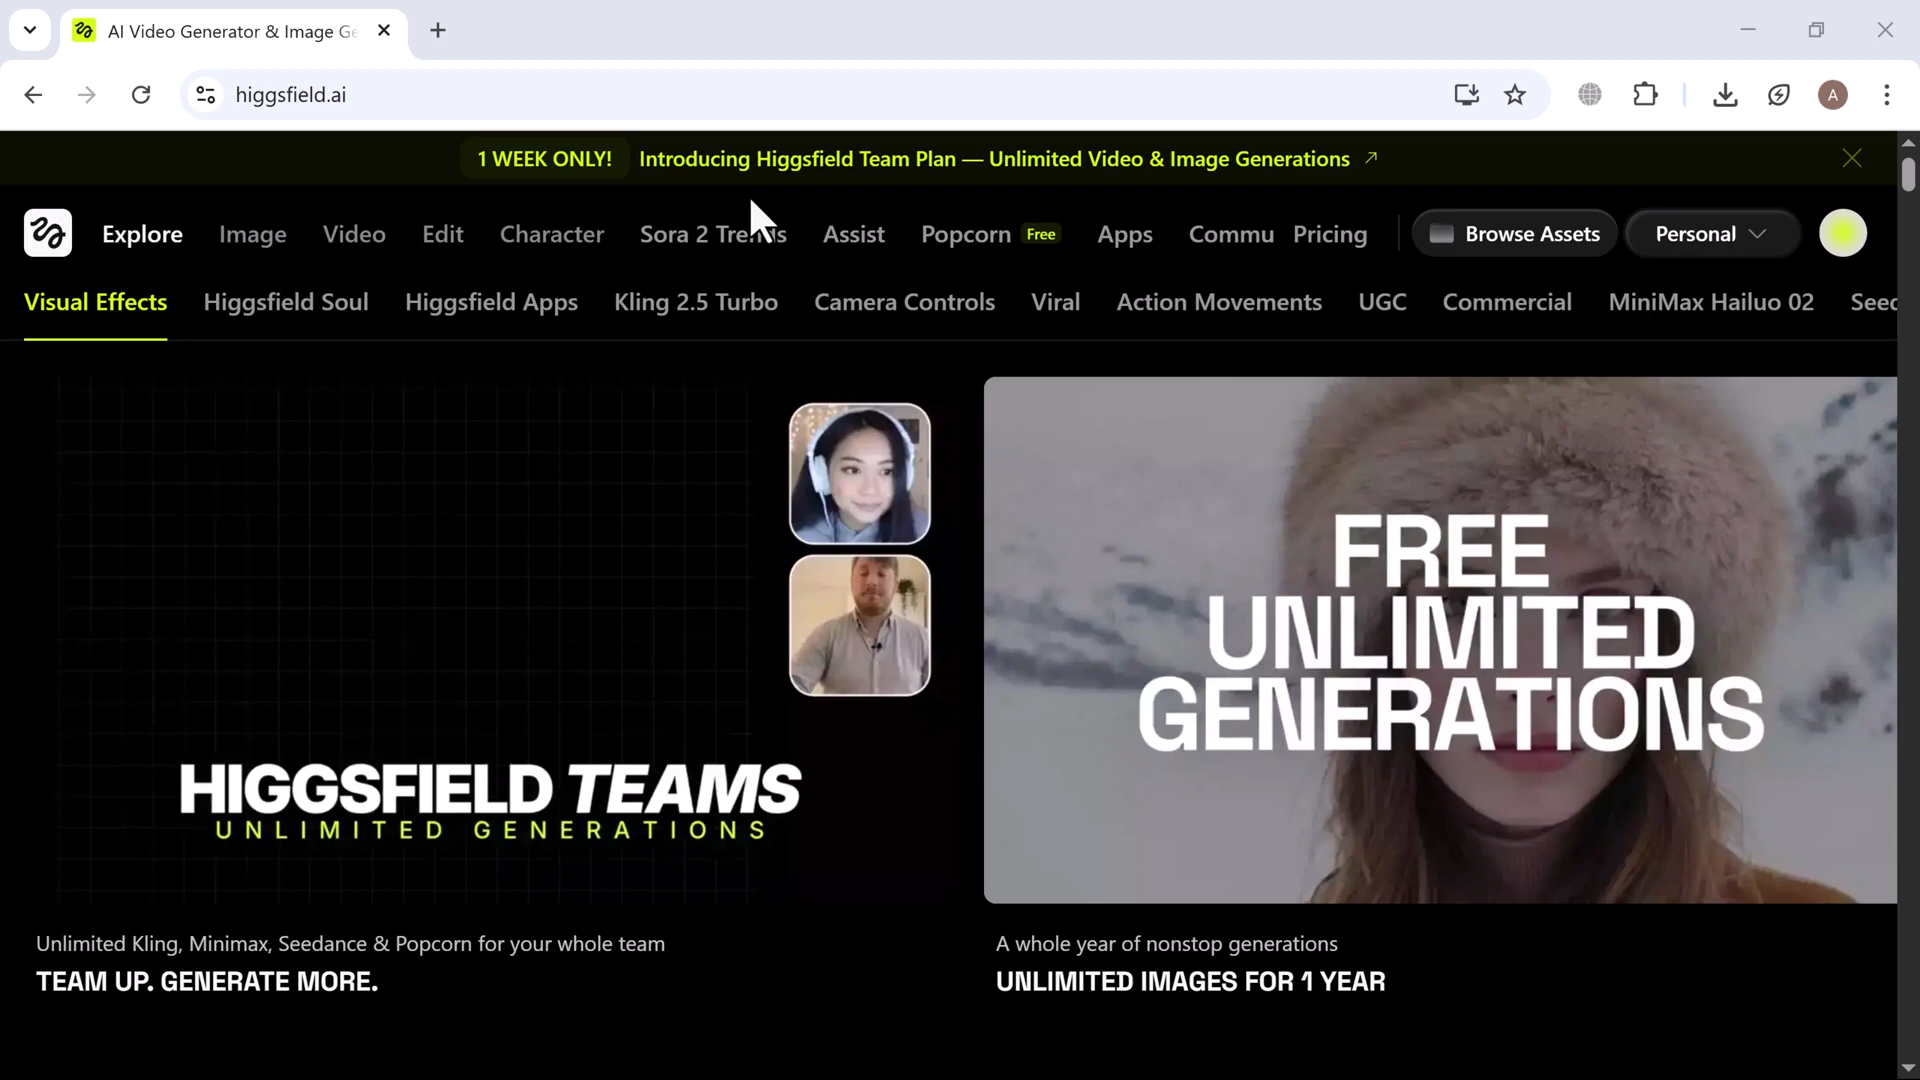 AI Video Generator & Image Ge
higgsfield.ai
A
1 WEEK ONLY! Introducing Higgsfield Team Plan — Unlimited Video & Image Generations
Explore Image Video Edit Character Sora 2 Trends Assist Popcorn Free Apps Commu Pricing Browse Assets Personal
Visual Effects Higgsfield Soul Higgsfield Apps Kling 2.5 Turbo Camera Controls Viral Action Movements UGC Commercial MiniMax Hailuo 02 Seed
FREE
UNLIMITED
GENERATIONS
HIGGSFIELD TEAMS
UNLIMITED GENERATIONS
Unlimited Kling, Minimax, Seedance & Popcorn for your whole team
TEAM UP. GENERATE MORE.
A whole year of nonstop generations
UNLIMITED IMAGES FOR 1 YEAR